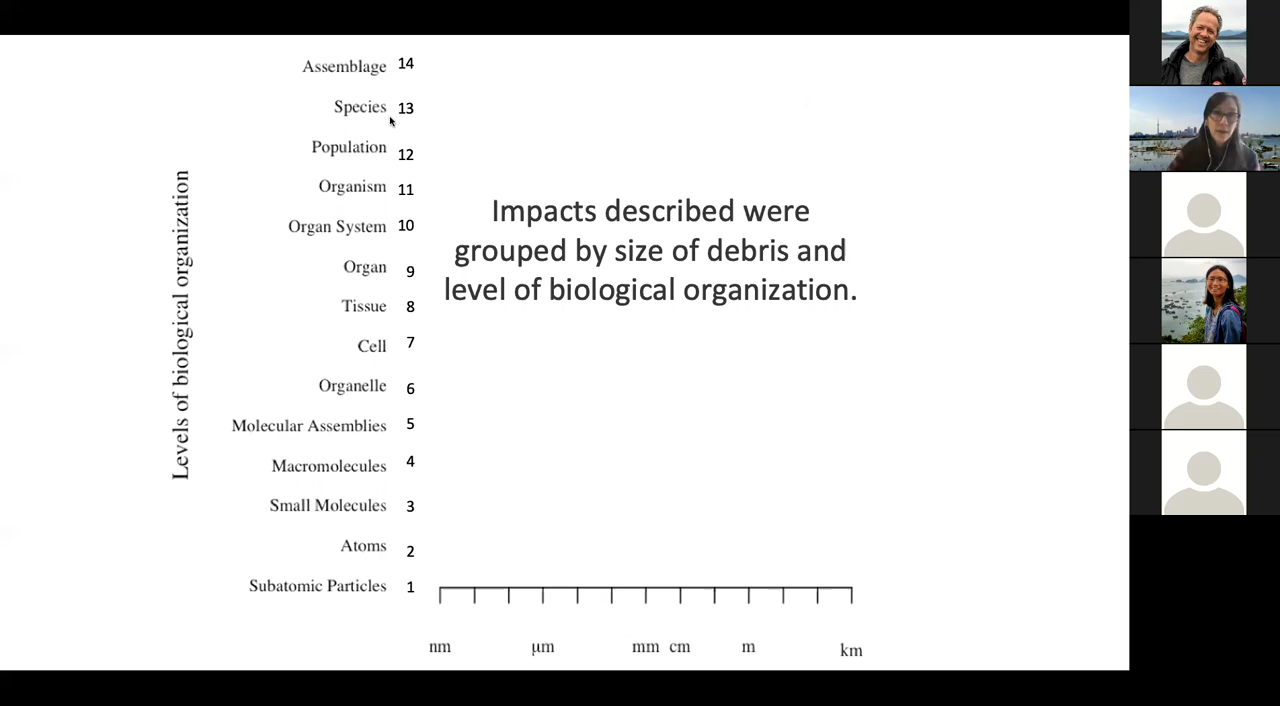 Levels of biological organization
Assemblage 14
Species 13
Population 12
Organism 11
Organ System 10
Organ 9
Tissue 8
Cell 7
Organelle 6
Molecular Assemblies 5
Macromolecules 4
Small Molecules 3
Atoms 2
Subatomic Particles 1
Impacts described were
grouped by size of debris and
level of biological organization.
nm µm mm cm m km